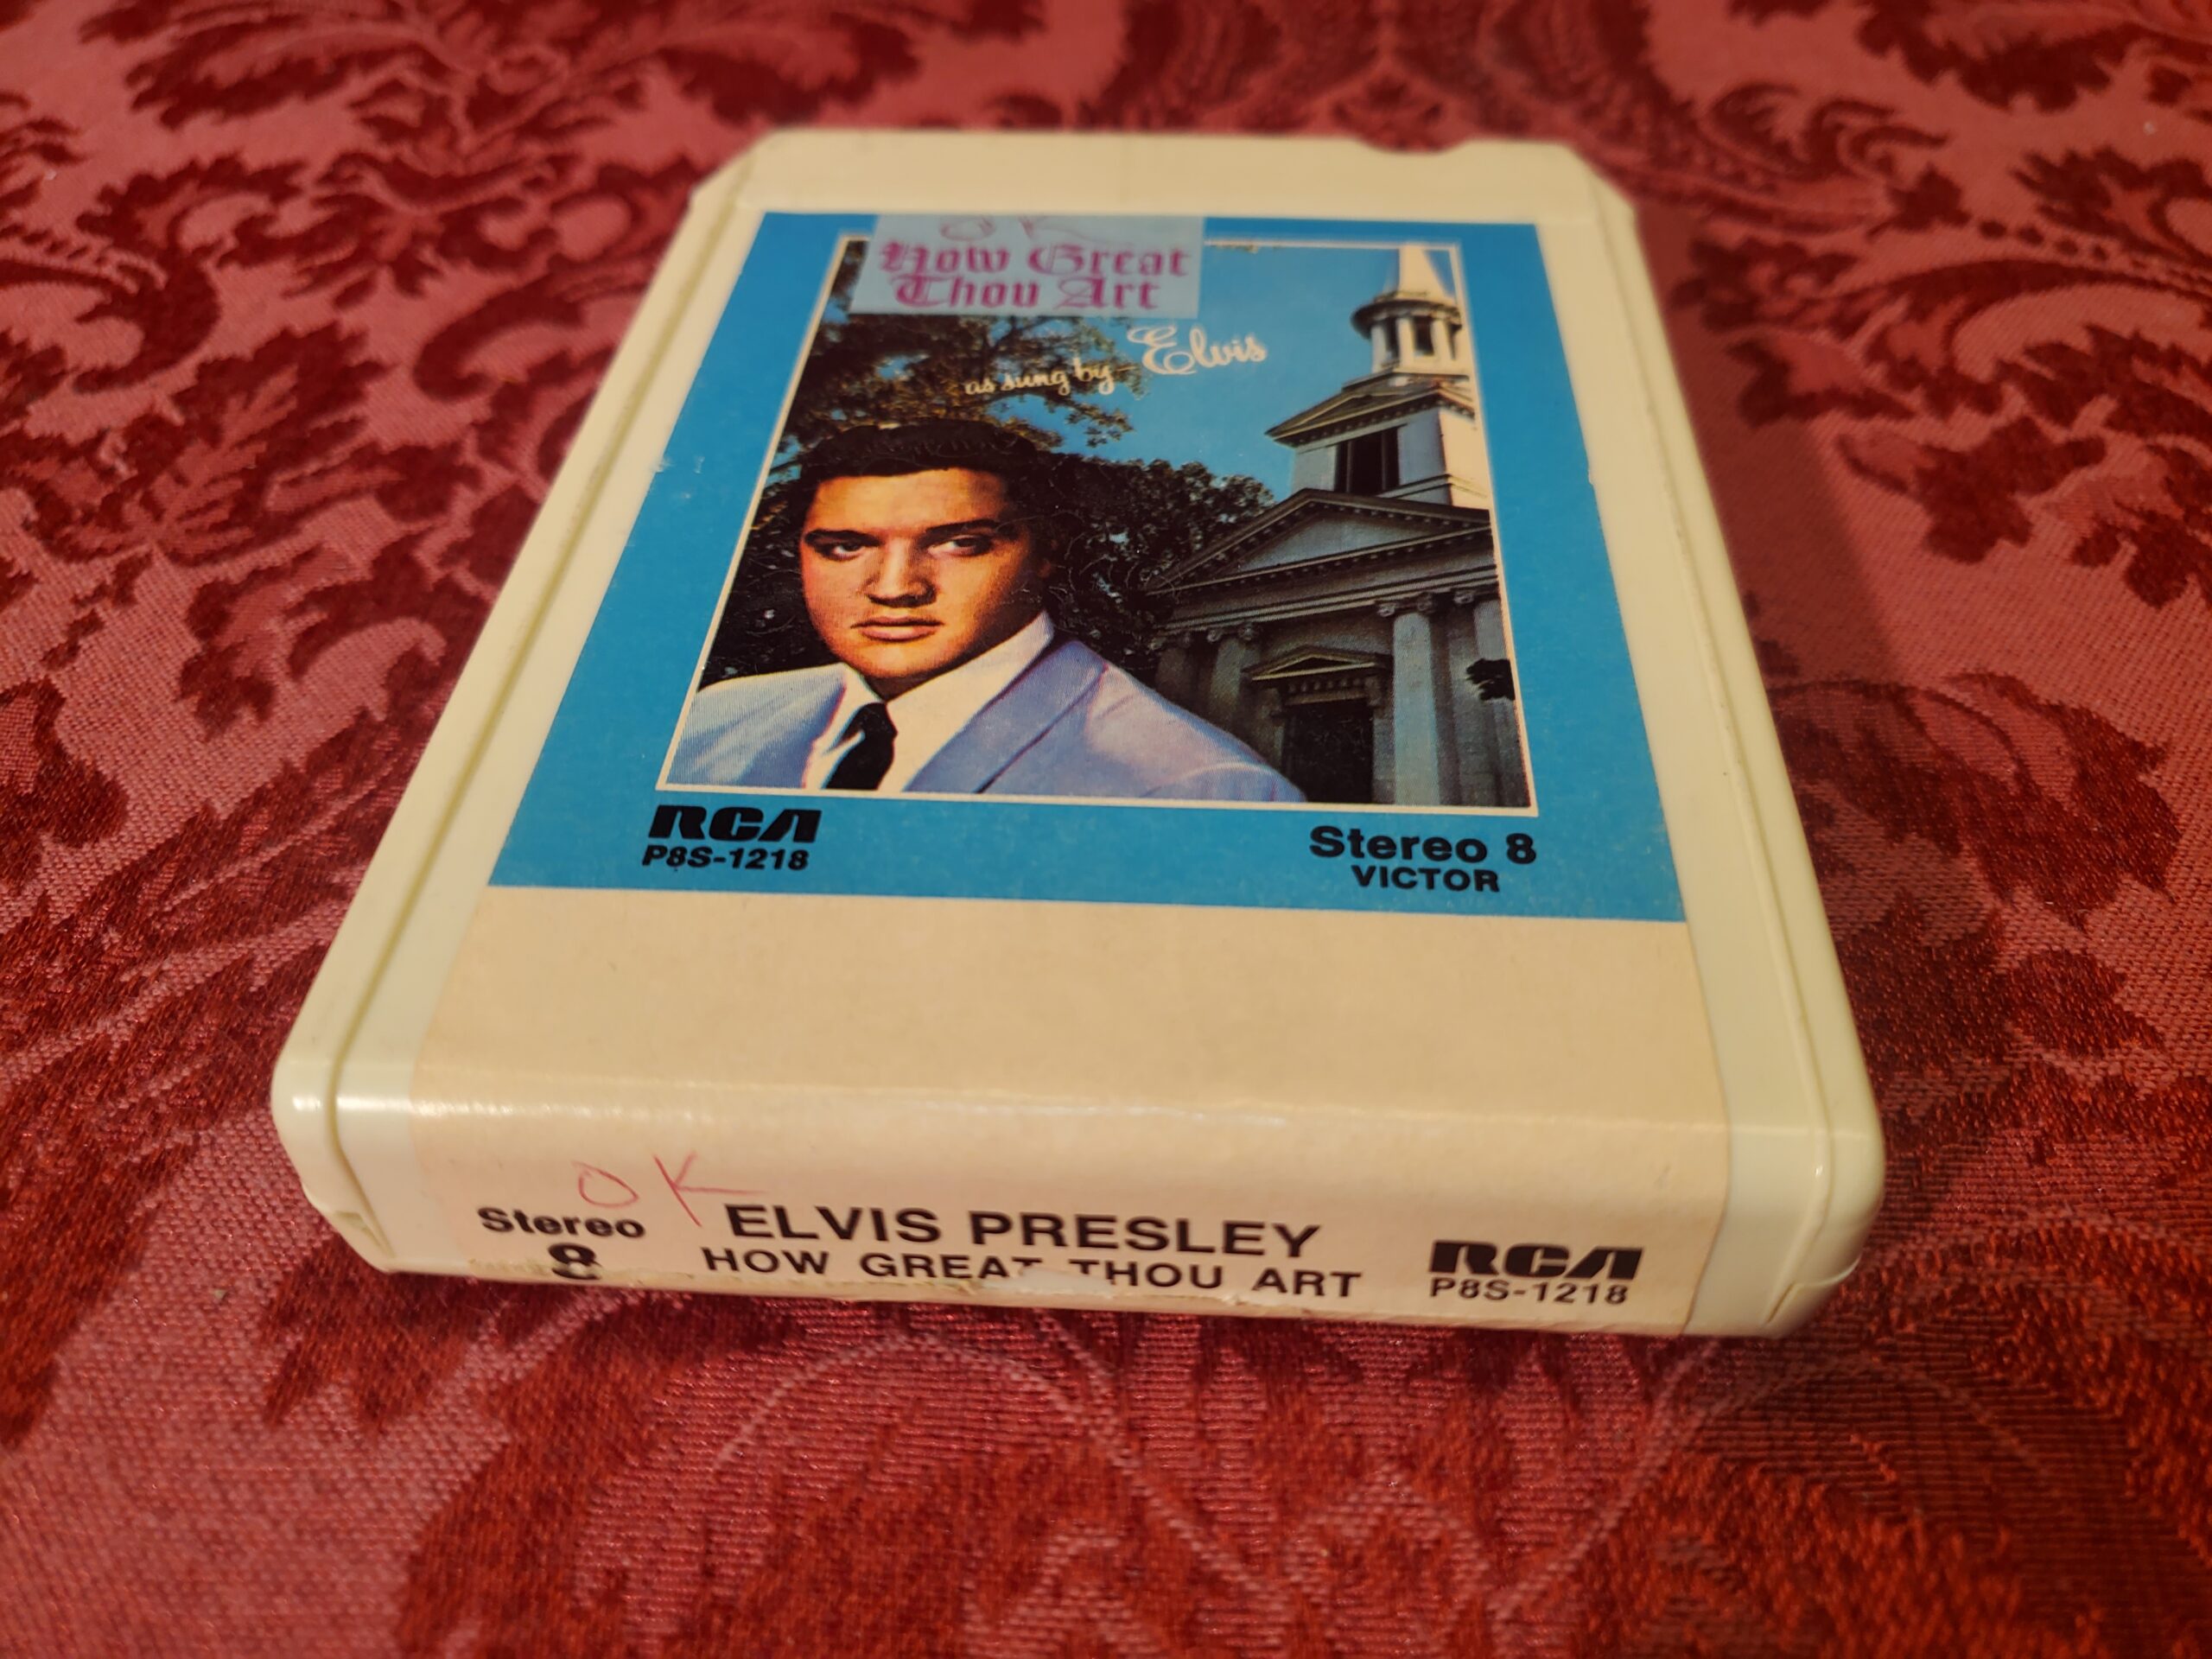 OK
How Great
Thou Art
as sung by Elvis
RCA
P8S-1218
Stereo 8
VICTOR
OK
Stereo
8
ELVIS PRESLEY
HOW GREAT THOU ART
RCA
P8S-1218